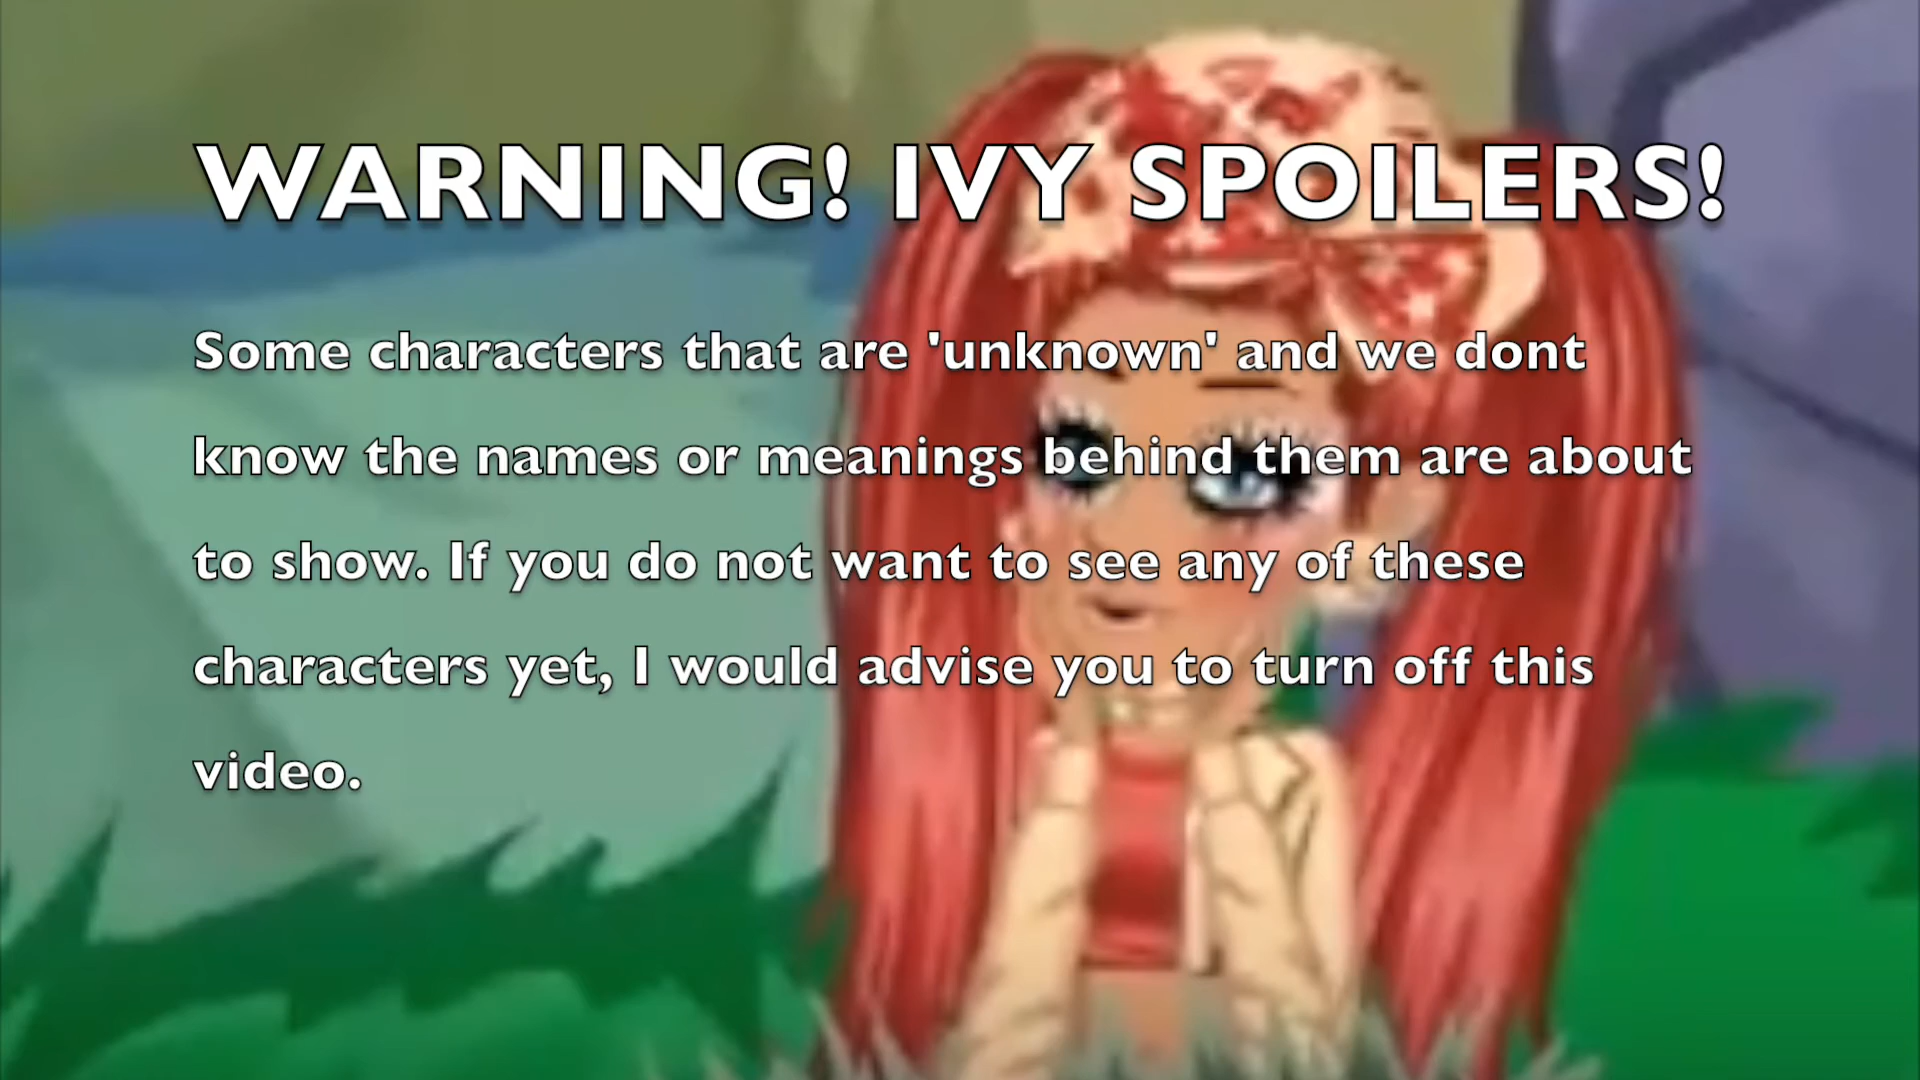 WARNING! IVY SPOILERS!
Some characters that are 'unknown' and we dont
know the names or meanings behind them are about
to show. If you do not want to see any of these
characters yet, I would advise you to turn off this
video.